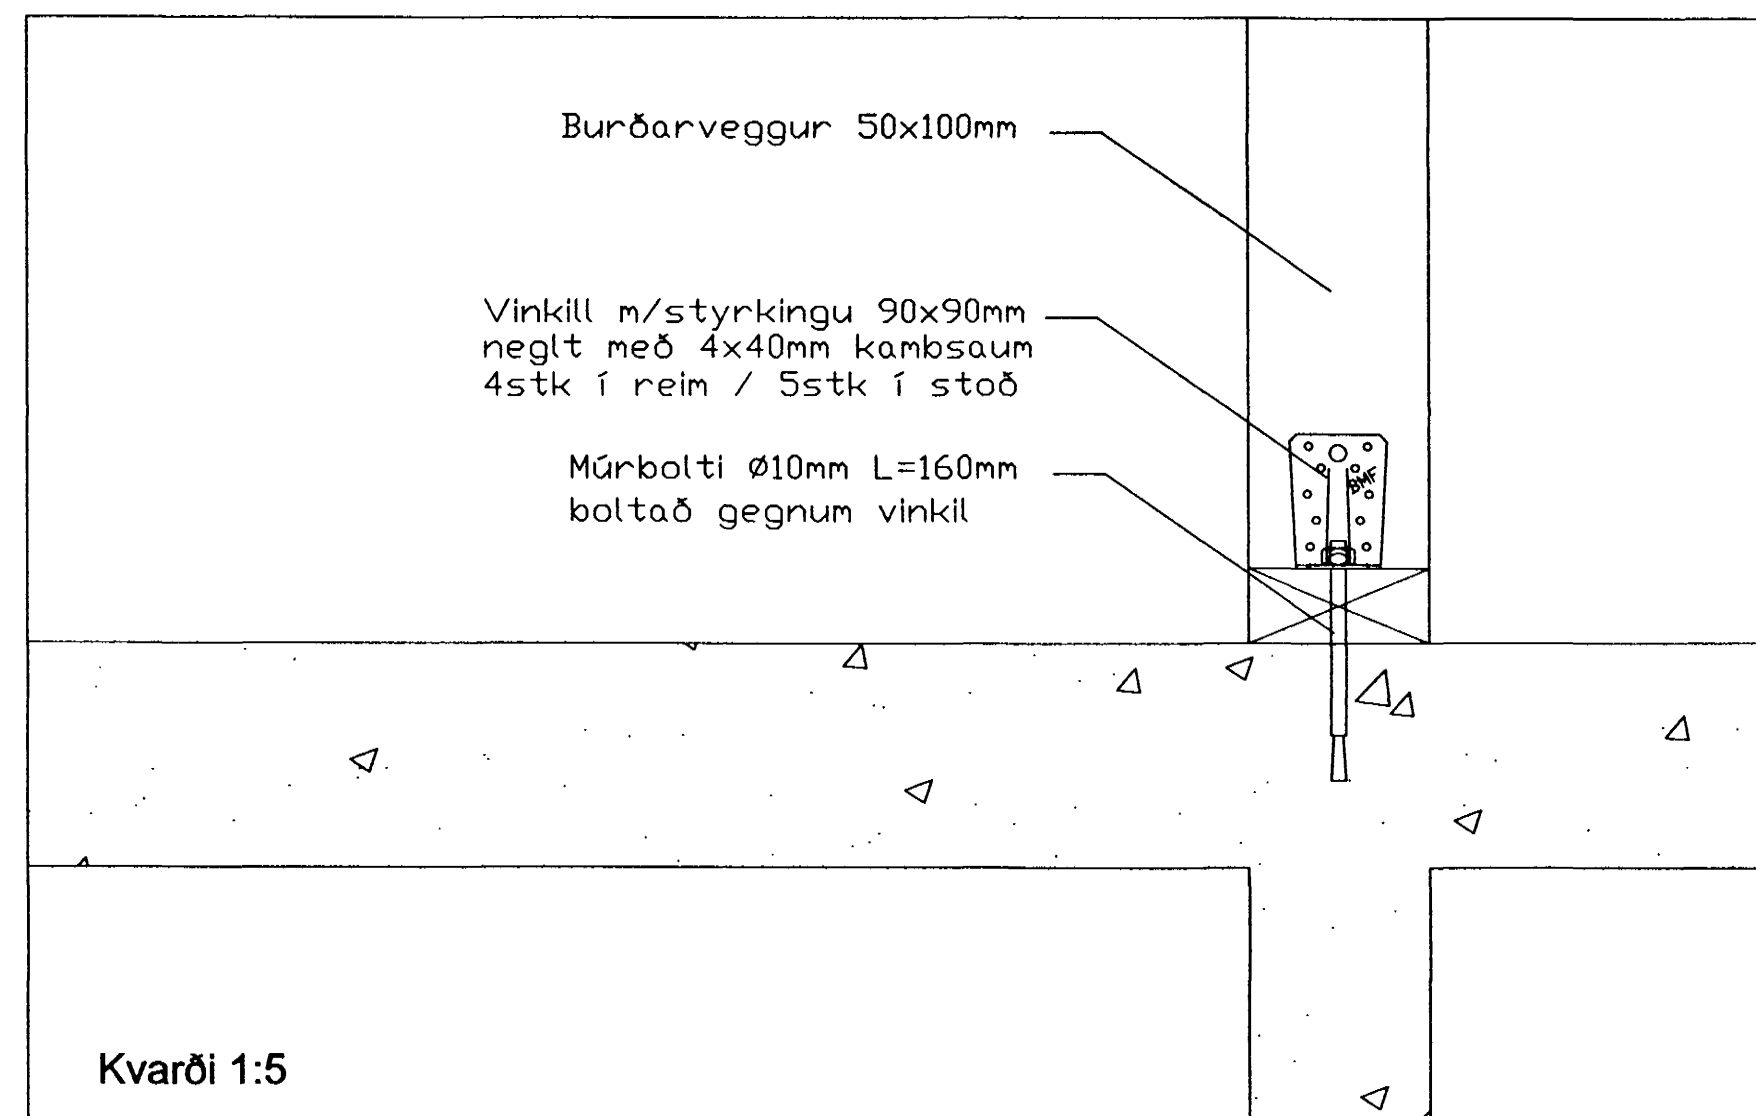 Burðarveggur 50x100mm
Vinkill m/styrkingu 90x90mm
neglt með 4x40mm kambsaum
4stk í reim / 5stk í stoð
BMF
Múrbolti Ø10mm L=160mm
boltað gegnum vinkil
Kvarði 1:5